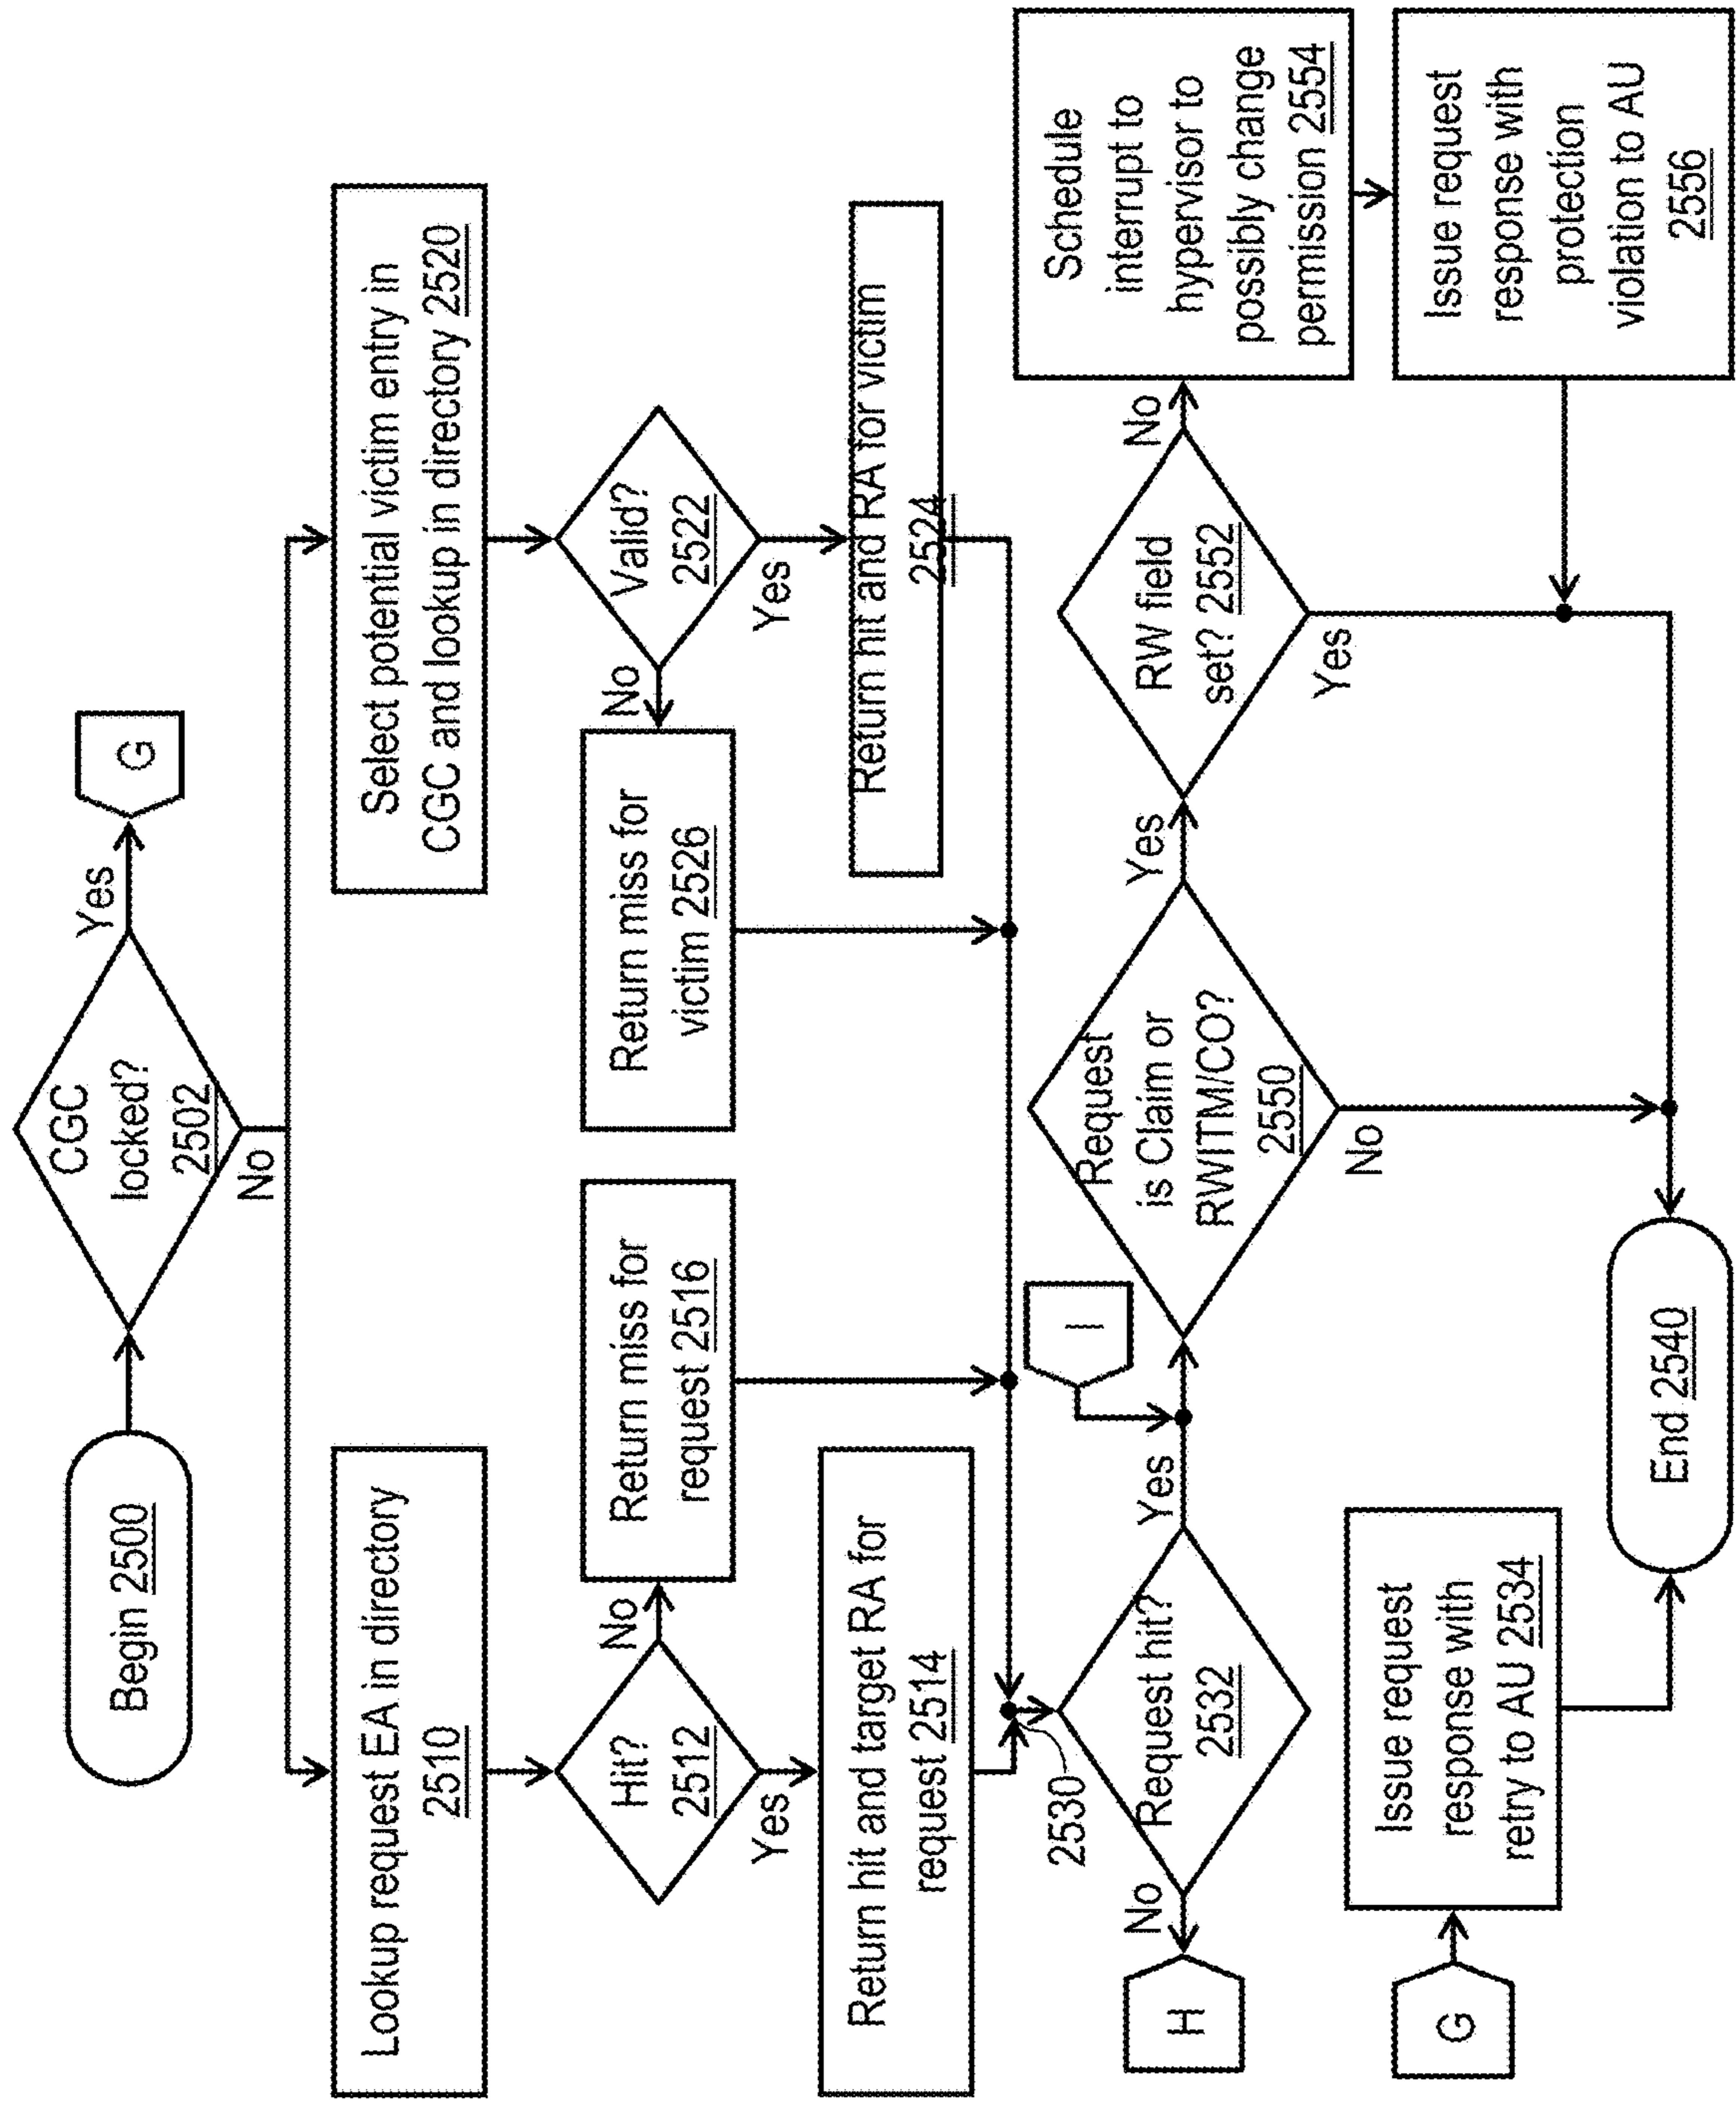 Begin 2500
CGC
locked?
2502
Yes
G
No
Lookup request EA in directory
2510
Select potential victim entry in
CGC and lookup in directory 2520
Hit?
2512
No
Return miss for
request 2516
Yes
Return hit and target RA for
request 2514
Valid?
2522
No
Return miss for
victim 2526
Yes
Return hit and RA for victim
2524
2530
Request hit?
2532
No
H
Yes
I
Request
is Claim or
RWITM/CO?
2550
Yes
No
RW field
set? 2552
No
Yes
Schedule
interrupt to
hypervisor to
possibly change
permission 2554
Issue request
response with
protection
violation to AU
2556
G
Issue request
response with
retry to AU 2534
End 2540